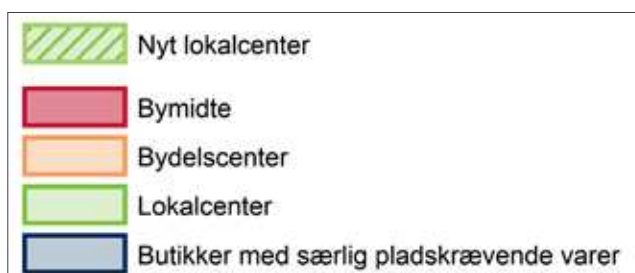 Nyt lokalcenter
Bymidte
Bydelscenter
Lokalcenter
Butikker med særlig pladskrævende varer